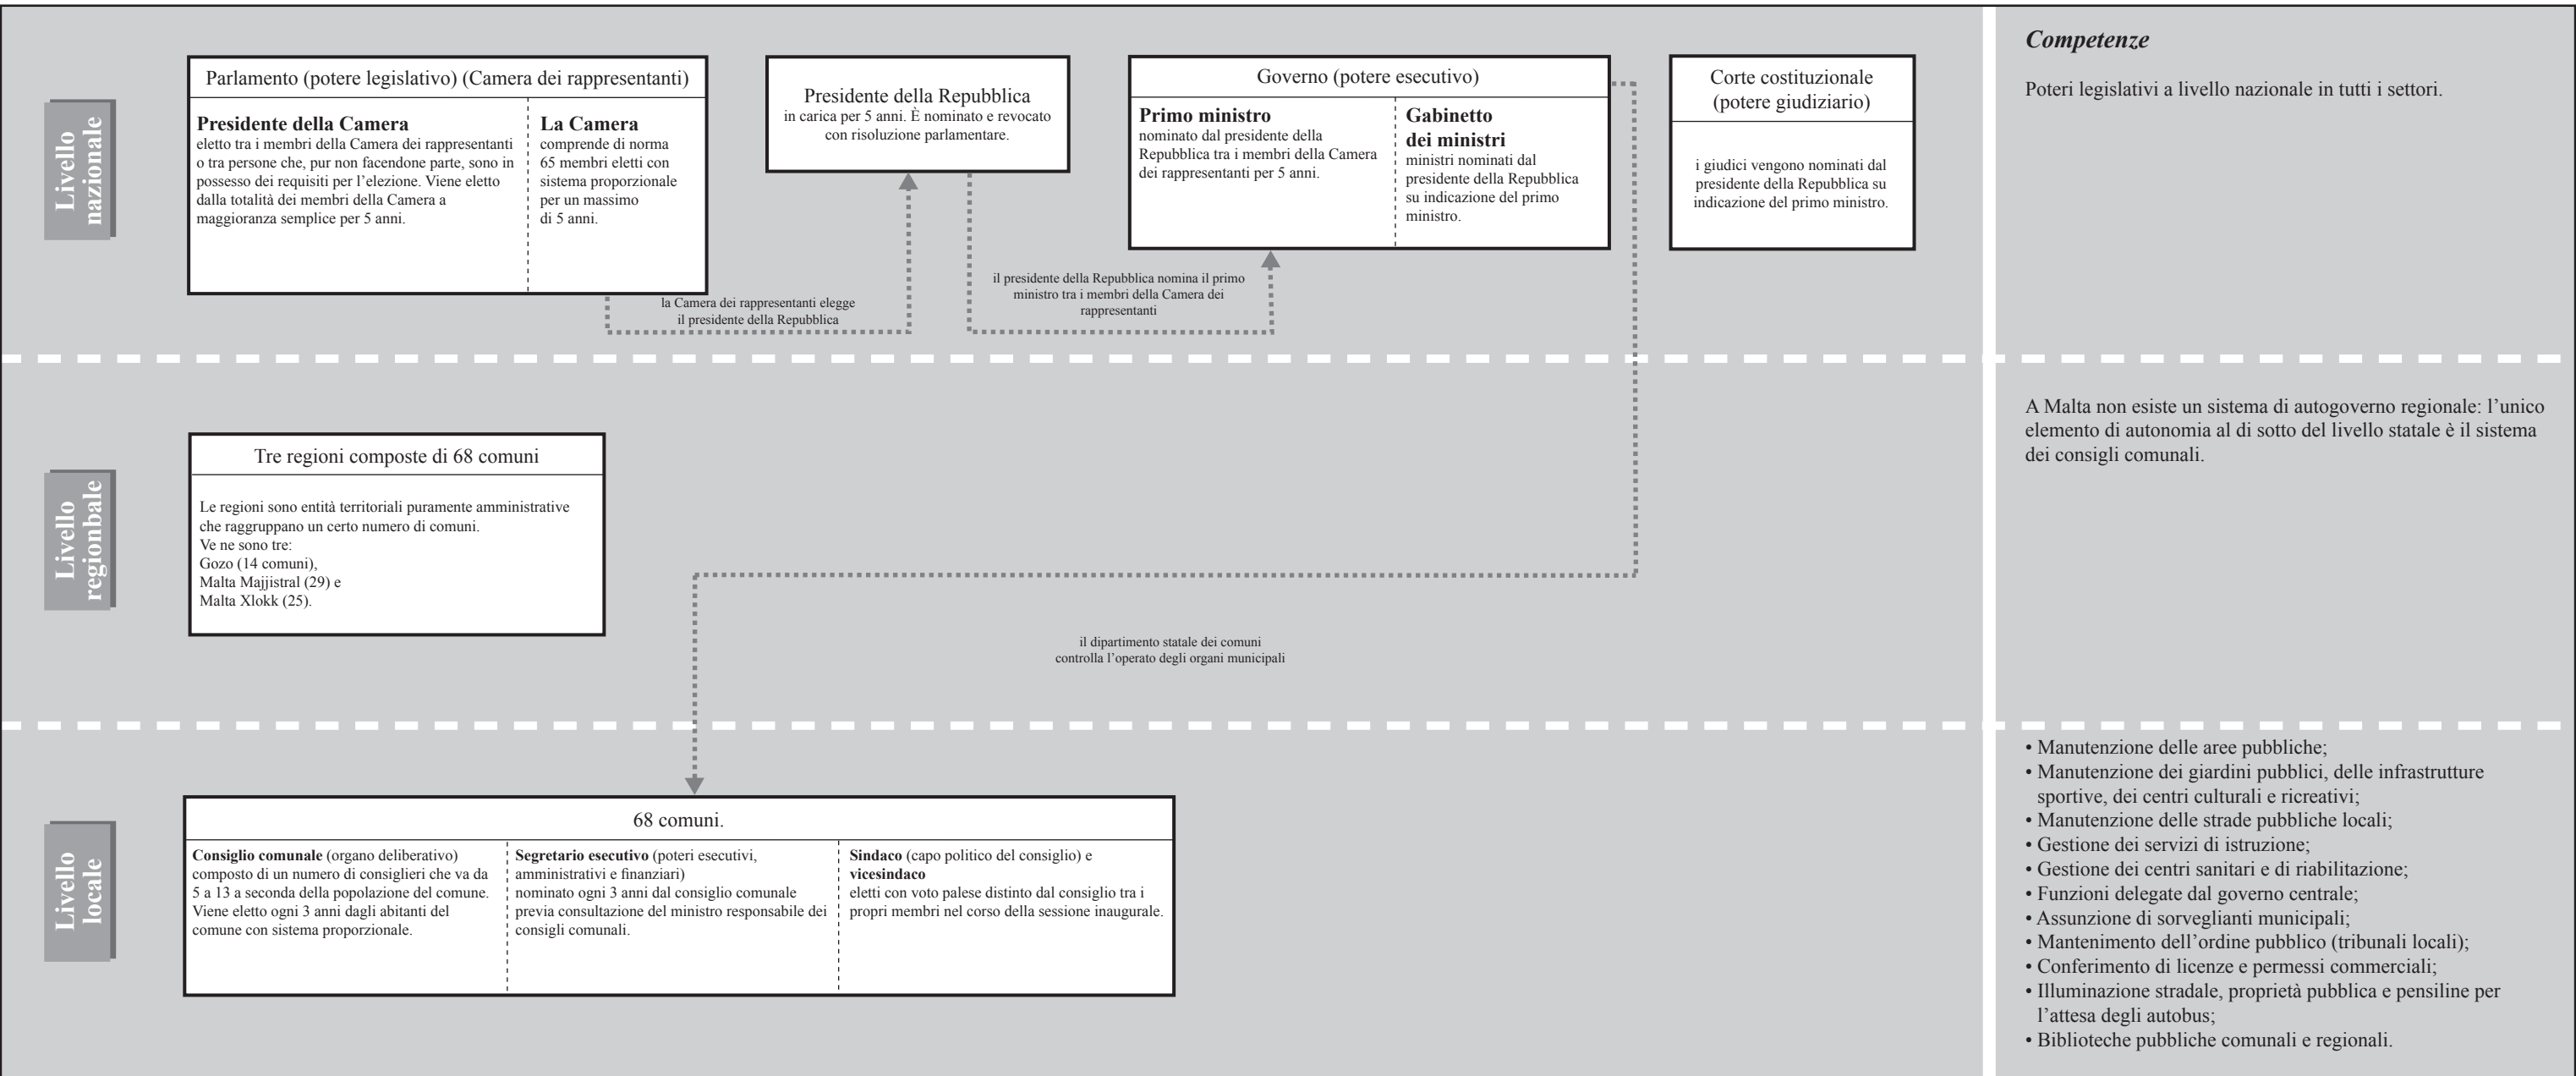 Livello
nazionale
Parlamento (potere legislativo) (Camera dei rappresentanti)
Presidente della Camera
eletto tra i membri della Camera dei rappresentanti
o tra persone che, pur non facendone parte, sono in
possesso dei requisiti per l’elezione. Viene eletto
dalla totalità dei membri della Camera a
maggioranza semplice per 5 anni.
La Camera
comprende di norma
65 membri eletti con
sistema proporzionale
per un massimo
di 5 anni.
Presidente della Repubblica
in carica per 5 anni. È nominato e revocato
con risoluzione parlamentare.
Governo (potere esecutivo)
Primo ministro
nominato dal presidente della
Repubblica tra i membri della Camera
dei rappresentanti per 5 anni.
Gabinetto
dei ministri
ministri nominati dal
presidente della Repubblica
su indicazione del primo
ministro.
Corte costituzionale
(potere giudiziario)
i giudici vengono nominati dal
presidente della Repubblica su
indicazione del primo ministro.
la Camera dei rappresentanti elegge
il presidente della Repubblica
il presidente della Repubblica nomina il primo
ministro tra i membri della Camera dei
rappresentanti
Competenze
Poteri legislativi a livello nazionale in tutti i settori.
Livello
regionbale
Tre regioni composte di 68 comuni
Le regioni sono entità territoriali puramente amministrative
che raggruppano un certo numero di comuni.
Ve ne sono tre:
Gozo (14 comuni),
Malta Majjistral (29) e
Malta Xlokk (25).
il dipartimento statale dei comuni
controlla l’operato degli organi municipali
A Malta non esiste un sistema di autogoverno regionale: l’unico
elemento di autonomia al di sotto del livello statale è il sistema
dei consigli comunali.
Livello
locale
68 comuni.
Consiglio comunale (organo deliberativo)
composto di un numero di consiglieri che va da
5 a 13 a seconda della popolazione del comune.
Viene eletto ogni 3 anni dagli abitanti del
comune con sistema proporzionale.
Segretario esecutivo (poteri esecutivi,
amministrativi e finanziari)
nominato ogni 3 anni dal consiglio comunale
previa consultazione del ministro responsabile dei
consigli comunali.
Sindaco (capo politico del consiglio) e
vicesindaco
eletti con voto palese distinto dal consiglio tra i
propri membri nel corso della sessione inaugurale.
• Manutenzione delle aree pubbliche;
• Manutenzione dei giardini pubblici, delle infrastrutture
sportive, dei centri culturali e ricreativi;
• Manutenzione delle strade pubbliche locali;
• Gestione dei servizi di istruzione;
• Gestione dei centri sanitari e di riabilitazione;
• Funzioni delegate dal governo centrale;
• Assunzione di sorveglianti municipali;
• Mantenimento dell’ordine pubblico (tribunali locali);
• Conferimento di licenze e permessi commerciali;
• Illuminazione stradale, proprietà pubblica e pensiline per
l’attesa degli autobus;
• Biblioteche pubbliche comunali e regionali.